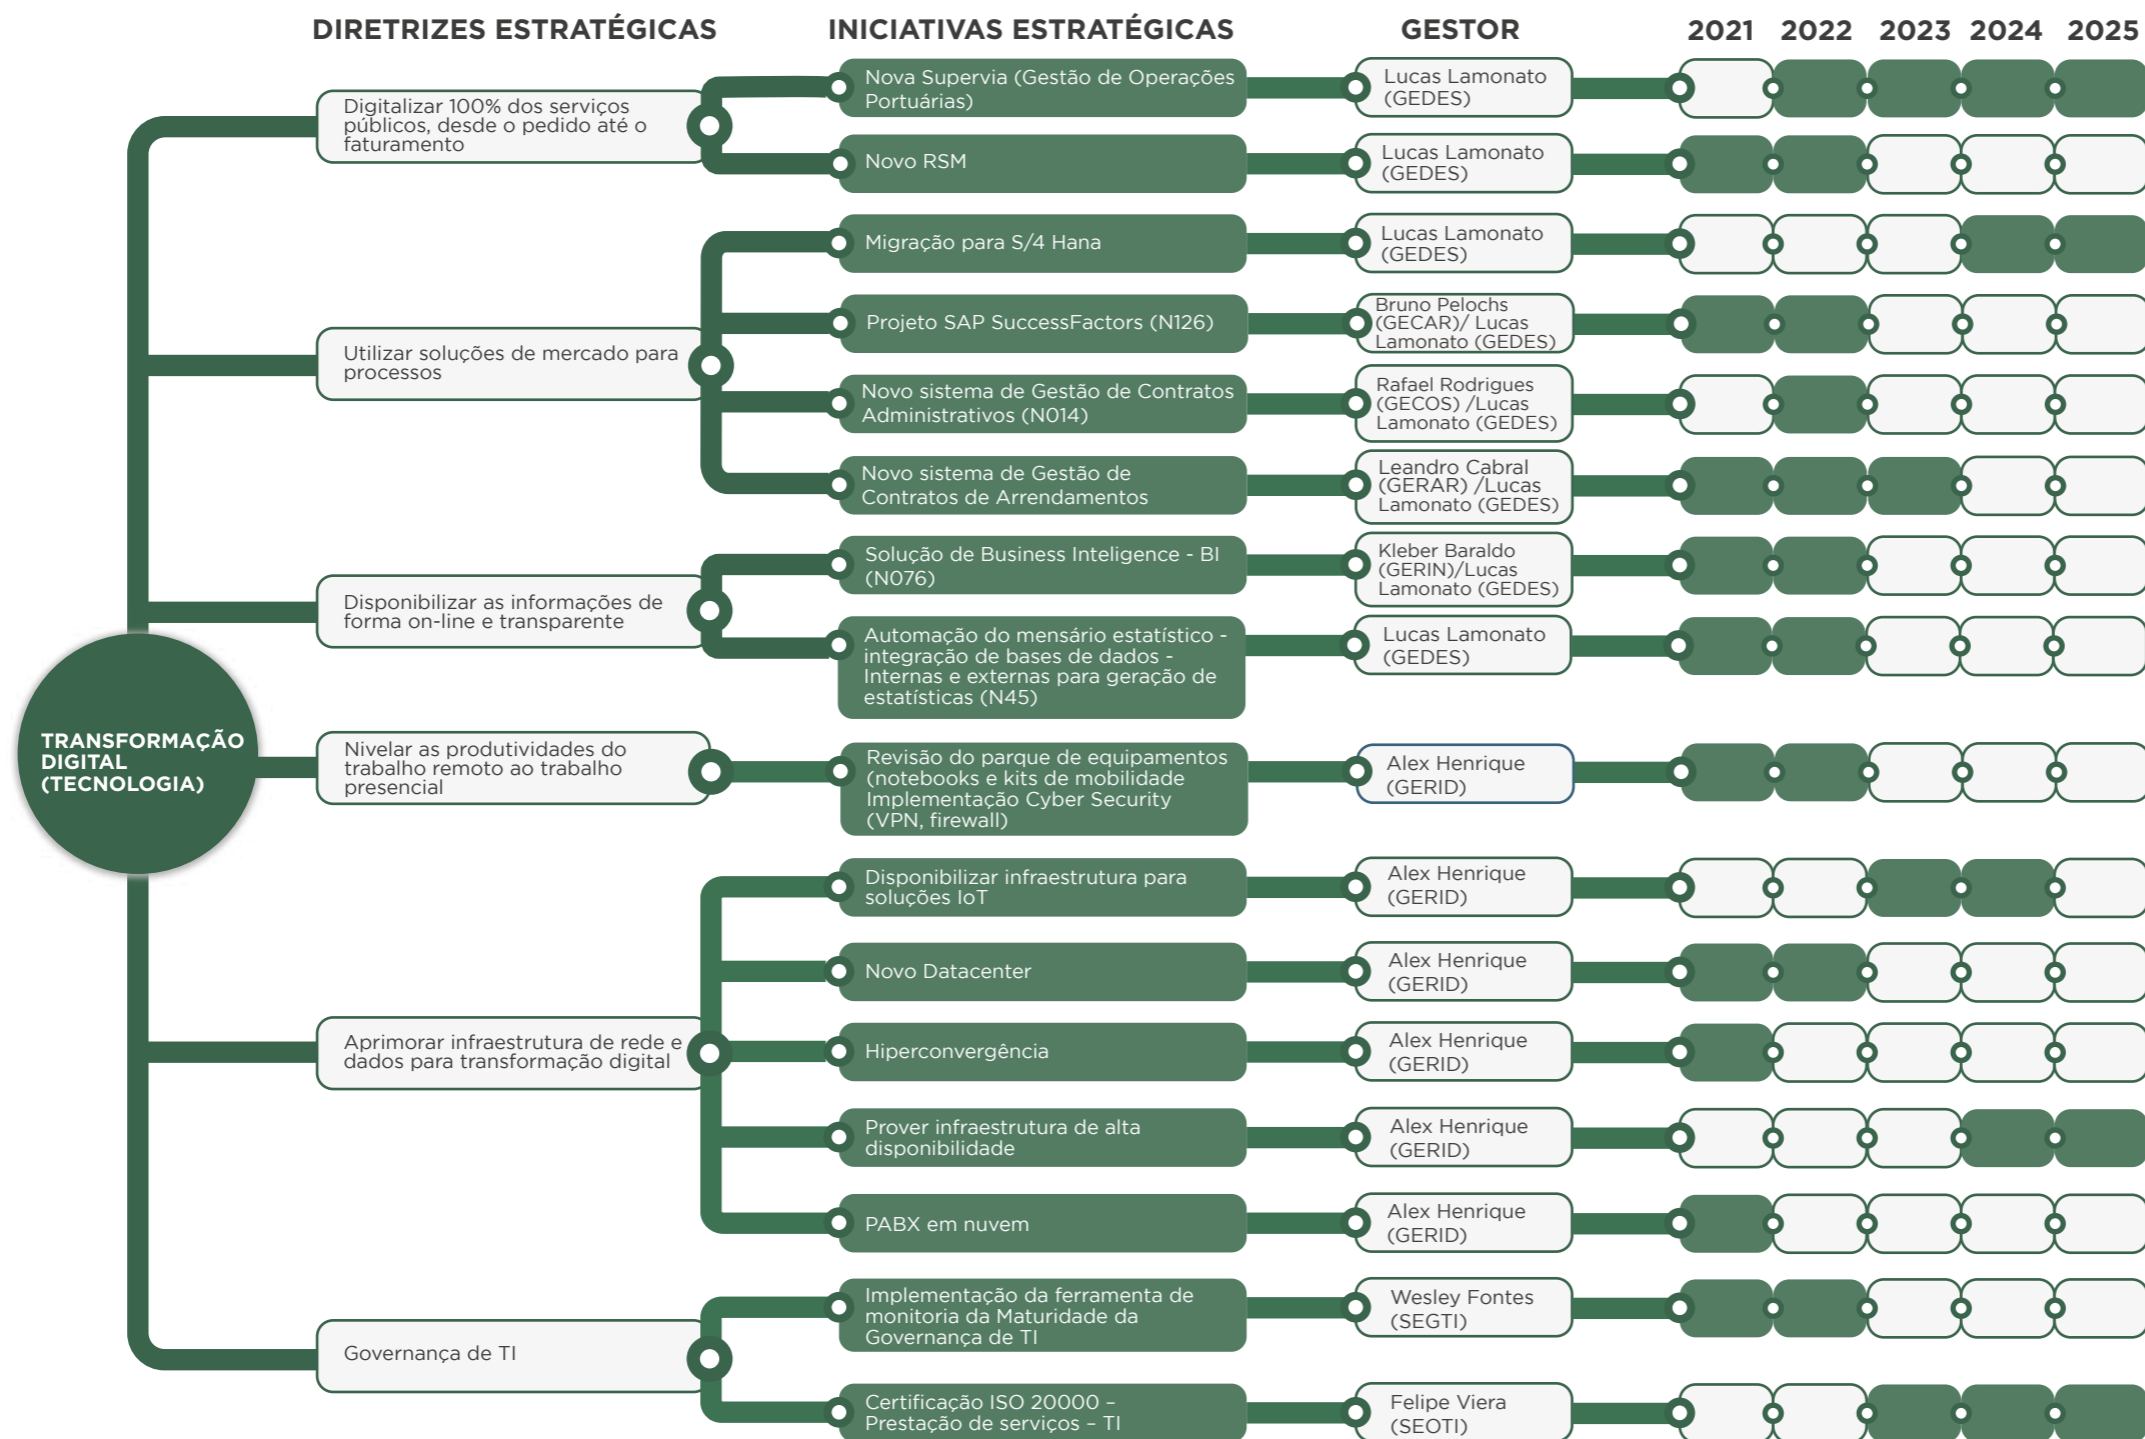 DIRETRIZES ESTRATÉGICAS
INICIATIVAS ESTRATÉGICAS
GESTOR
2021
2022
2023
2024
2025
TRANSFORMAÇÃO
DIGITAL
(TECNOLOGIA)
Digitalizar 100% dos serviços
públicos, desde o pedido até o
faturamento
Nova Supervia (Gestão de Operações
Portuárias)
Lucas Lamonato
(GEDES)
Novo RSM
Lucas Lamonato
(GEDES)
Utilizar soluções de mercado para
processos
Migração para S/4 Hana
Lucas Lamonato
(GEDES)
Projeto SAP SuccessFactors (N126)
Bruno Pelochs
(GECAR)/ Lucas
Lamonato (GEDES)
Novo sistema de Gestão de Contratos
Administrativos (N014)
Rafael Rodrigues
(GECOS) /Lucas
Lamonato (GEDES)
Novo sistema de Gestão de
Contratos de Arrendamentos
Leandro Cabral
(GERAR) /Lucas
Lamonato (GEDES)
Disponibilizar as informações de
forma on-line e transparente
Solução de Business Inteligence - BI
(N076)
Kleber Baraldo
(GERIN)/Lucas
Lamonato (GEDES)
Automação do mensário estatístico -
integração de bases de dados -
Internas e externas para geração de
estatísticas (N45)
Lucas Lamonato
(GEDES)
Nivelar as produtividades do
trabalho remoto ao trabalho
presencial
Revisão do parque de equipamentos
(notebooks e kits de mobilidade
Implementação Cyber Security
(VPN, firewall)
Alex Henrique
(GERID)
Aprimorar infraestrutura de rede e
dados para transformação digital
Disponibilizar infraestrutura para
soluções IoT
Alex Henrique
(GERID)
Novo Datacenter
Alex Henrique
(GERID)
Hiperconvergência
Alex Henrique
(GERID)
Prover infraestrutura de alta
disponibilidade
Alex Henrique
(GERID)
PABX em nuvem
Alex Henrique
(GERID)
Governança de TI
Implementação da ferramenta de
monitoria da Maturidade da
Governança de TI
Wesley Fontes
(SEGTI)
Certificação ISO 20000 –
Prestação de serviços – TI
Felipe Viera
(SEOTI)